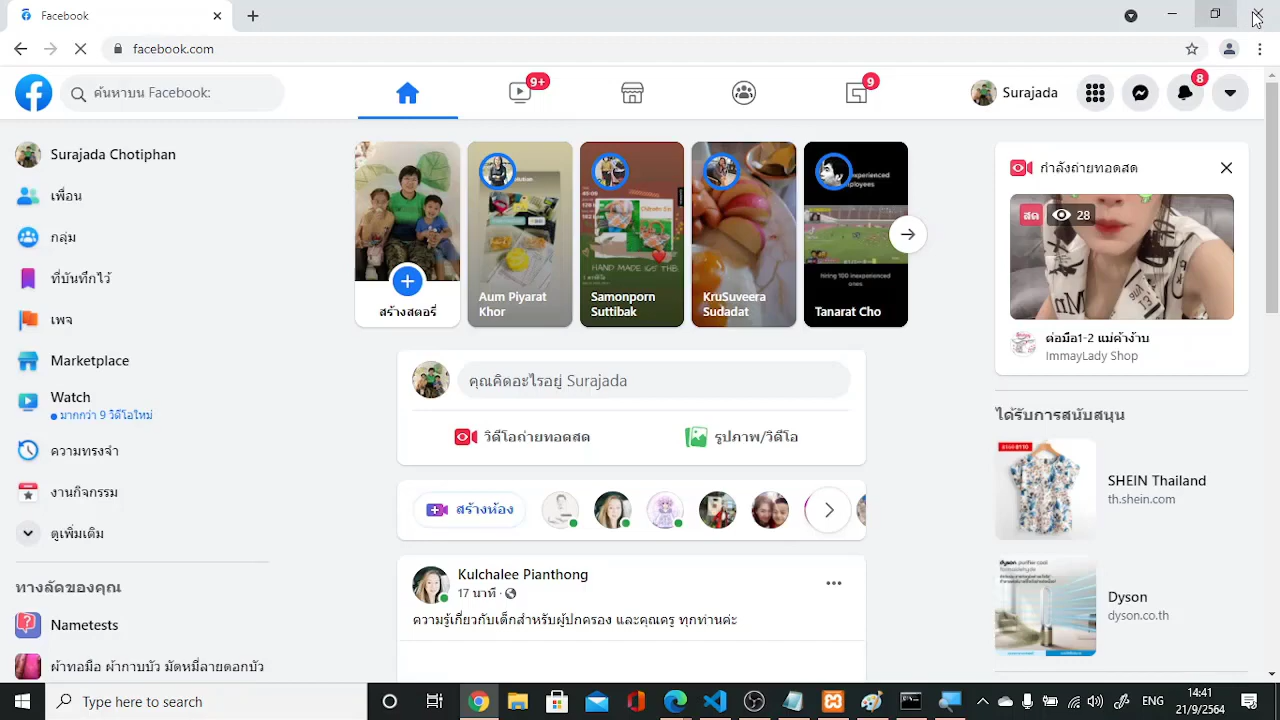 Facebook
facebook.com
ค้นหาบน Facebook:
9+
9
Surajada
8
Surajada Chotiphan
เพื่อน
กลุ่ม
ที่บันทึกไว้
เพจ
Marketplace
Watch
มากกว่า 9 วิดีโอใหม่
ความทรงจำ
งานกิจกรรม
ดูเพิ่มเติม
ทางลัดของคุณ
Nametests
ผ้าทอมือ ผ้ากาบบัว มัดหมี่ลายดอกบัว
สร้างสตอรี่
Aum Piyarat
Khor
HAND MADE
Samonporn
Suttibak
KruSuveera
Sudadat
hiring 100 inexperienced
ones.
Tanarat Cho
คุณคิดอะไรอยู่ Surajada
วิดีโอถ่ายทอดสด
รูปภาพ/วิดีโอ
สร้างห้อง
Kulthalee Pianthong
ความรู้เกี่ยวกับเด็กสำหรับผู้ปกครอง และคุณครู ทุกท่านค่ะ
กำลังถ่ายทอดสด
สด
28
ต่อมือ1-2 แม่ค้าง้าน
ImmayLady Shop
ได้รับการสนับสนุน
SHEIN Thailand
th.shein.com
dyson purifier cool
Dyson
dyson.co.th
Type here to search
ENG
14:41
21/9/2564